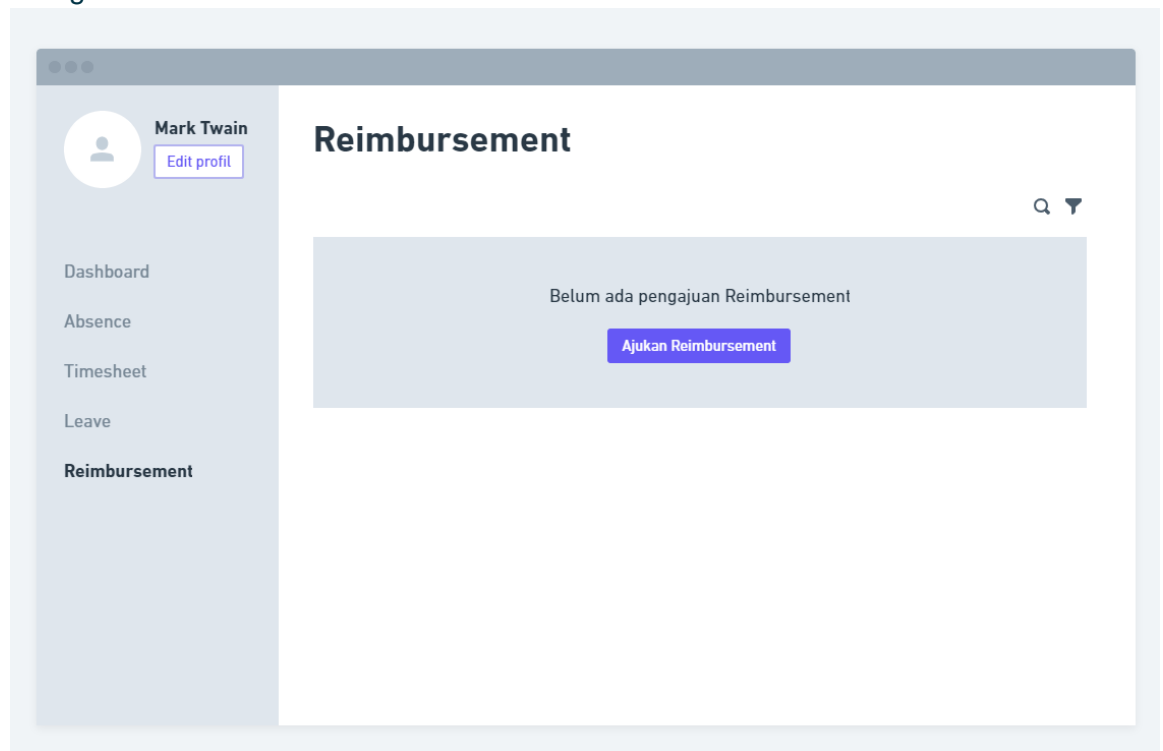 Mark Twain
Edit profil
Dashboard
Absence
Timesheet
Leave
Reimbursement
Reimbursement
Belum ada pengajuan Reimbursement
Ajukan Reimbursement